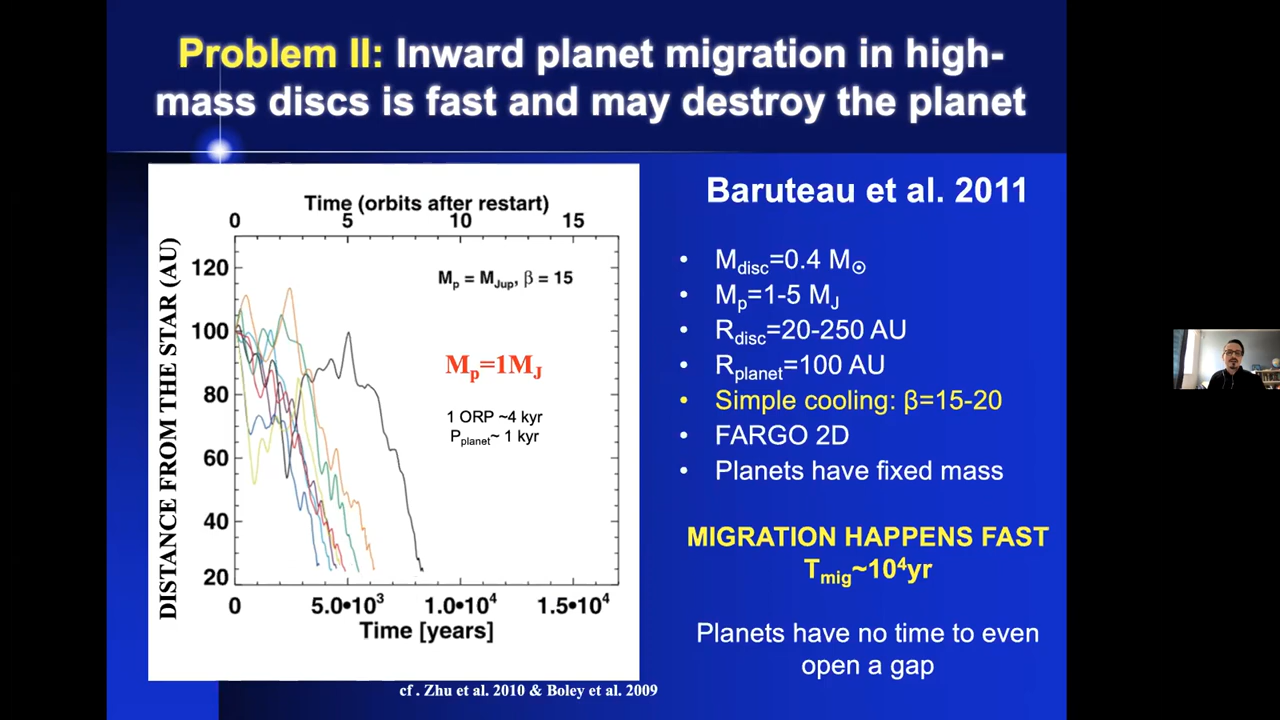 Problem II: Inward planet migration in high-
mass discs is fast and may destroy the planet
Time (orbits after restart)
0 5 10 15
DISTANCE FROM THE STAR (AU)
120
100
80
60
40
20
Mp = MJup, β = 15
Mp=1MJ
1 ORP ~4 kyr
Pplanet~ 1 kyr
0 5.0•10³ 1.0•10⁴ 1.5•10⁴
Time [years]
cf . Zhu et al. 2010 & Boley et al. 2009
Baruteau et al. 2011
• Mdisc=0.4 M☉
• Mp=1-5 MJ
• Rdisc=20-250 AU
• Rplanet=100 AU
• Simple cooling: β=15-20
• FARGO 2D
• Planets have fixed mass
MIGRATION HAPPENS FAST
Tmig~10⁴yr
Planets have no time to even
open a gap